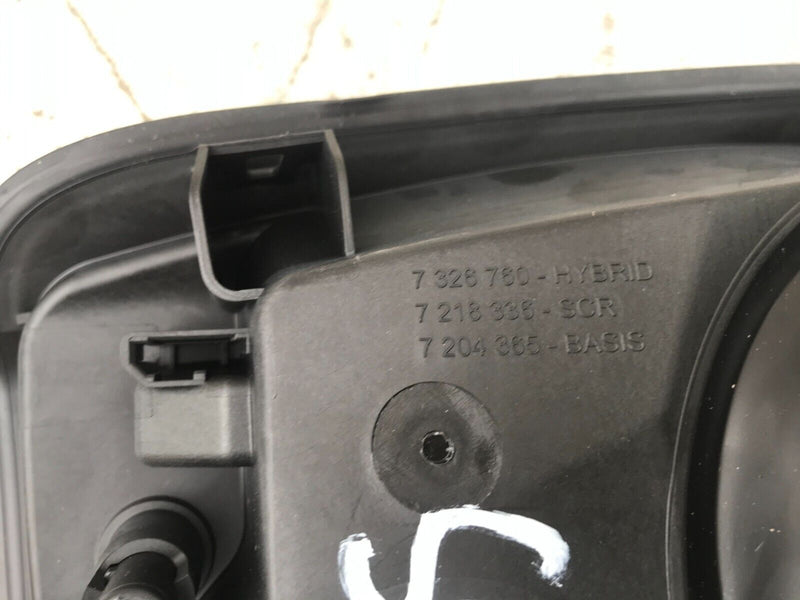 7 326 760 - HYBRID
7 218 336 - SCR
7 204 365 - BASIS
S